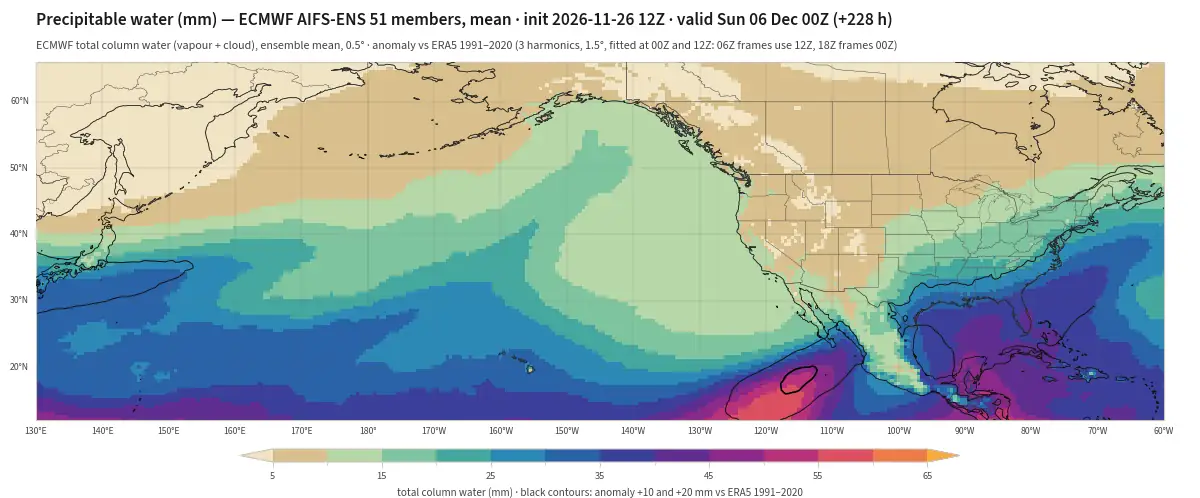 Precipitable water (mm) — ECMWF AIFS-ENS 51 members, mean · init 2026-11-26 12Z · valid Sun 06 Dec 00Z (+228 h)
ECMWF total column water (vapour + cloud), ensemble mean, 0.5° · anomaly vs ERA5 1991–2020 (3 harmonics, 1.5°, fitted at 00Z and 12Z: 06Z frames use 12Z, 18Z frames 00Z)
60°N
50°N
40°N
30°N
20°N
130°E 140°E 150°E 160°E 170°E 180° 170°W 160°W 150°W 140°W 130°W 120°W 110°W 100°W 90°W 80°W 70°W 60°W
5 15 25 35 45 55 65
total column water (mm) · black contours: anomaly +10 and +20 mm vs ERA5 1991–2020